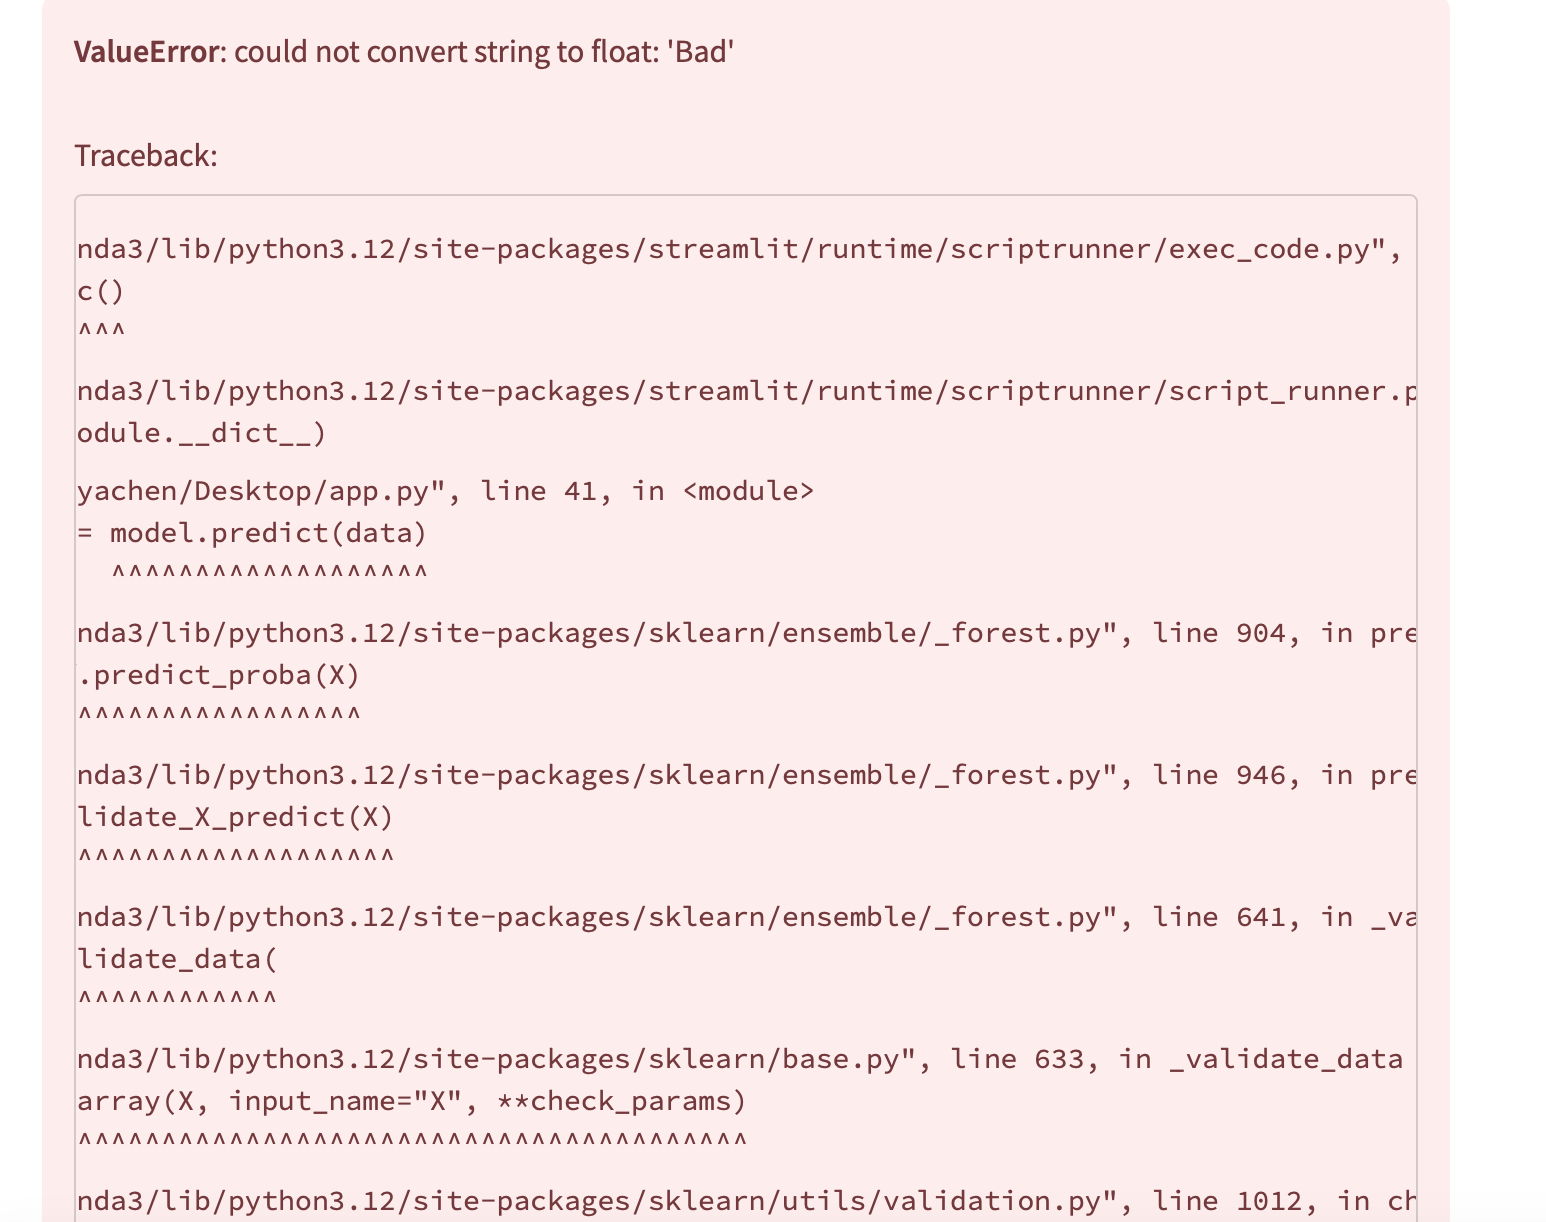 ValueError: could not convert string to float: 'Bad'
Traceback:
nda3/lib/python3.12/site-packages/streamlit/runtime/scriptrunner/exec_code.py",
c()
^^^
nda3/lib/python3.12/site-packages/streamlit/runtime/scriptrunner/script_runner.p
odule.__dict__)
yachen/Desktop/app.py", line 41, in <module>
= model.predict(data)
  ^^^^^^^^^^^^^^^^^^^
nda3/lib/python3.12/site-packages/sklearn/ensemble/_forest.py", line 904, in pre
.predict_proba(X)
^^^^^^^^^^^^^^^^^
nda3/lib/python3.12/site-packages/sklearn/ensemble/_forest.py", line 946, in pre
lidate_X_predict(X)
^^^^^^^^^^^^^^^^^^^
nda3/lib/python3.12/site-packages/sklearn/ensemble/_forest.py", line 641, in _va
lidate_data(
^^^^^^^^^^^^
nda3/lib/python3.12/site-packages/sklearn/base.py", line 633, in _validate_data
array(X, input_name="X", **check_params)
^^^^^^^^^^^^^^^^^^^^^^^^^^^^^^^^^^^^^^^^
nda3/lib/python3.12/site-packages/sklearn/utils/validation.py", line 1012, in ch